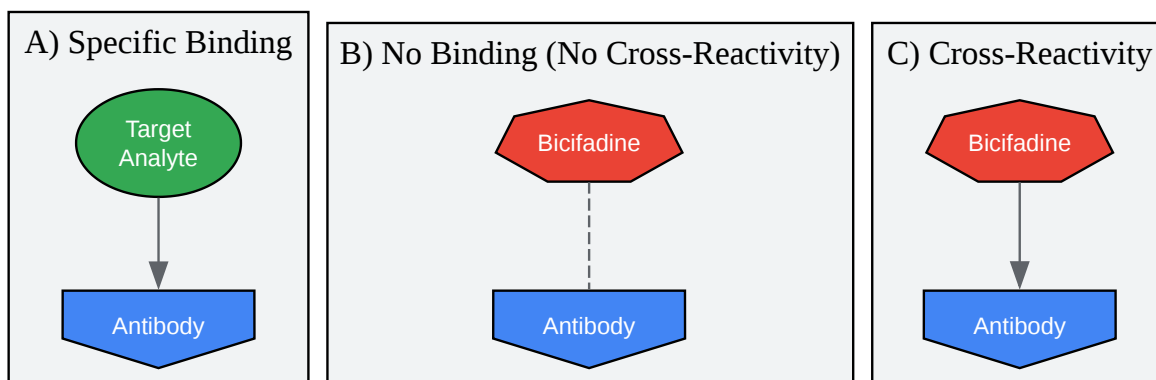 A) Specific Binding
Target
Analyte
Antibody
B) No Binding (No Cross-Reactivity)
Bicifadine
Antibody
C) Cross-Reactivity
Bicifadine
Antibody